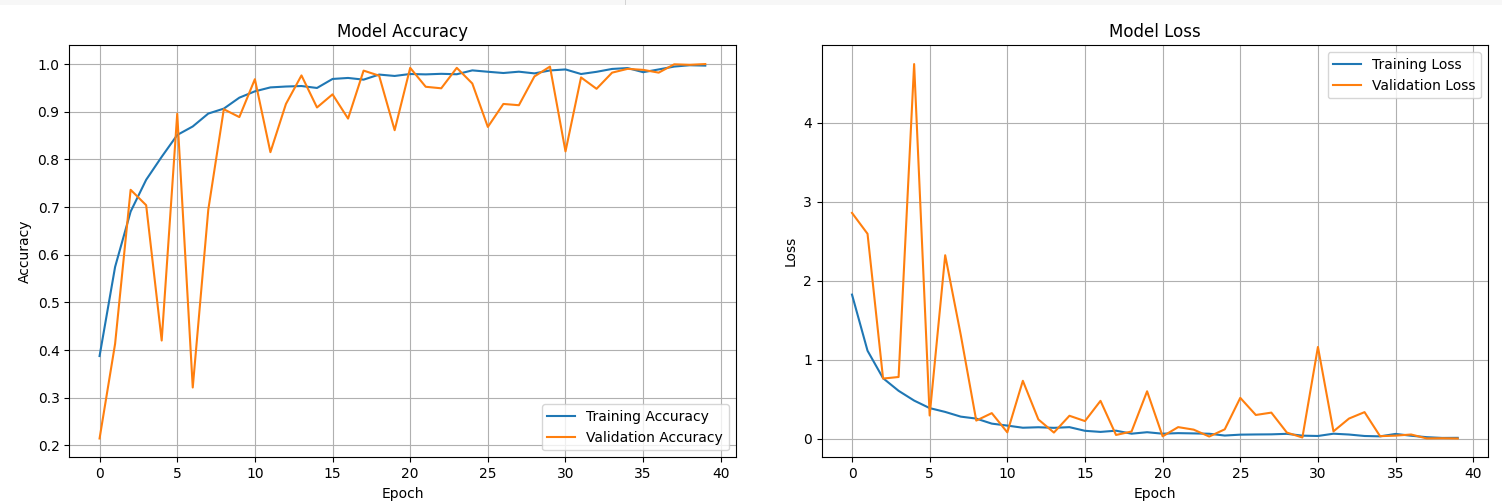 Model Accuracy
Accuracy
1.0
0.9
0.8
0.7
0.6
0.5
0.4
0.3
0.2
Training Accuracy
Validation Accuracy
0 5 10 15 20 25 30 35 40
Epoch
Model Loss
Loss
4
3
2
1
0
Training Loss
Validation Loss
0 5 10 15 20 25 30 35 40
Epoch